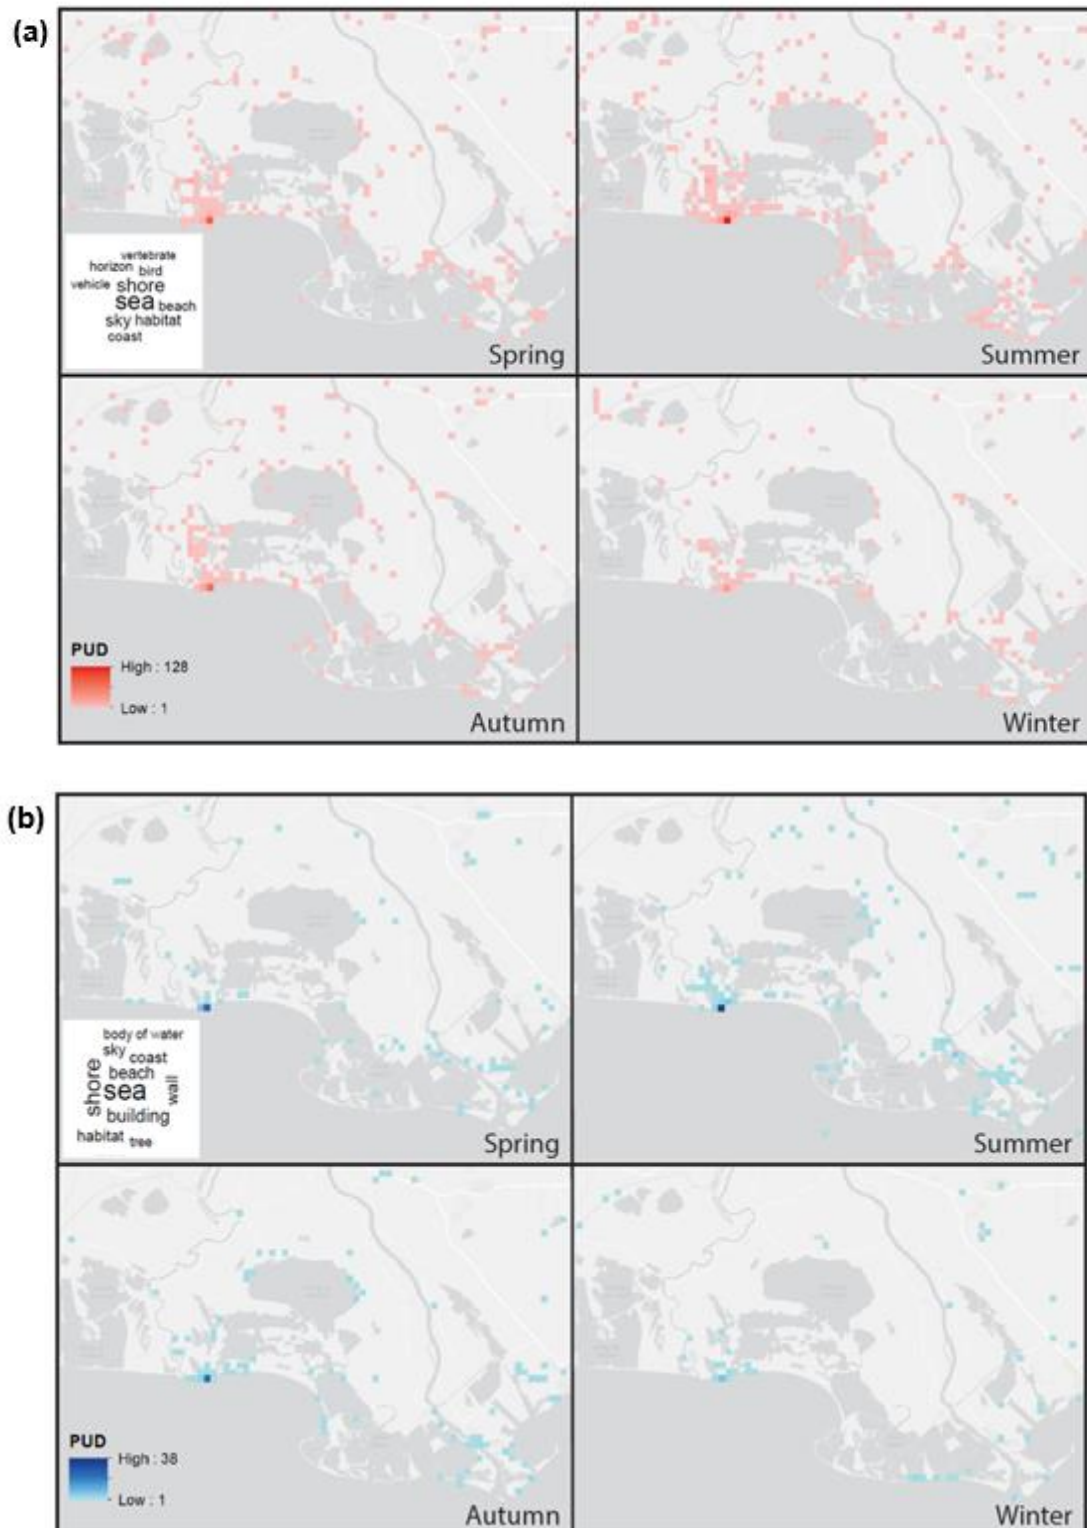 (a)
vertebrate
horizon bird
vehicle shore
sea beach
sky habitat
coast
Spring
Summer
PUD
High : 128
Low : 1
Autumn
Winter
(b)
body of water
sky coast
beach
shore sea wall
building
habitat tree
Spring
Summer
PUD
High : 38
Low : 1
Autumn
Winter